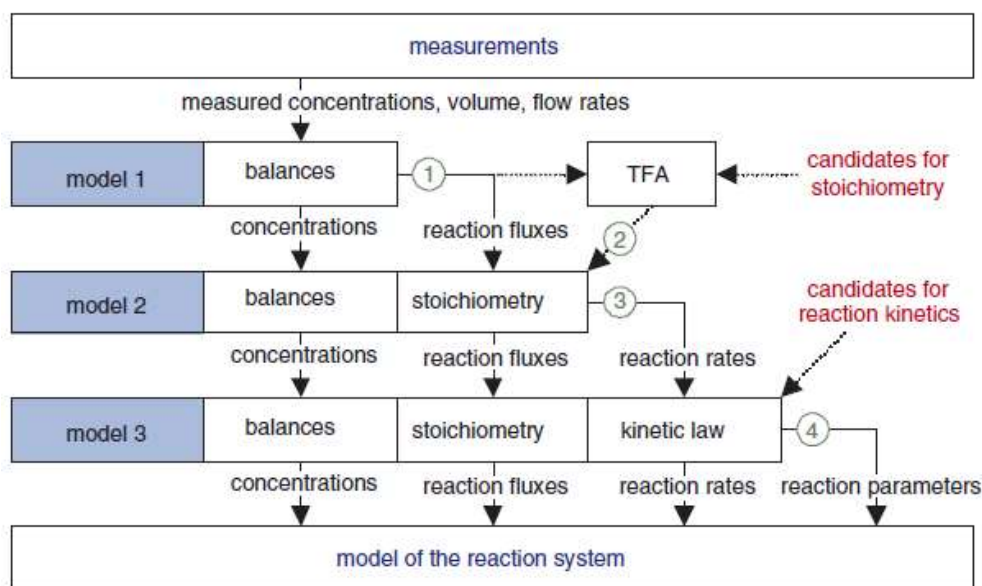 measurements
measured concentrations, volume, flow rates
model 1
balances
1
TFA
candidates for
stoichiometry
concentrations
reaction fluxes
2
model 2
balances
stoichiometry
3
candidates for
reaction kinetics
concentrations
reaction fluxes
reaction rates
model 3
balances
stoichiometry
kinetic law
4
concentrations
reaction fluxes
reaction rates
reaction parameters
model of the reaction system